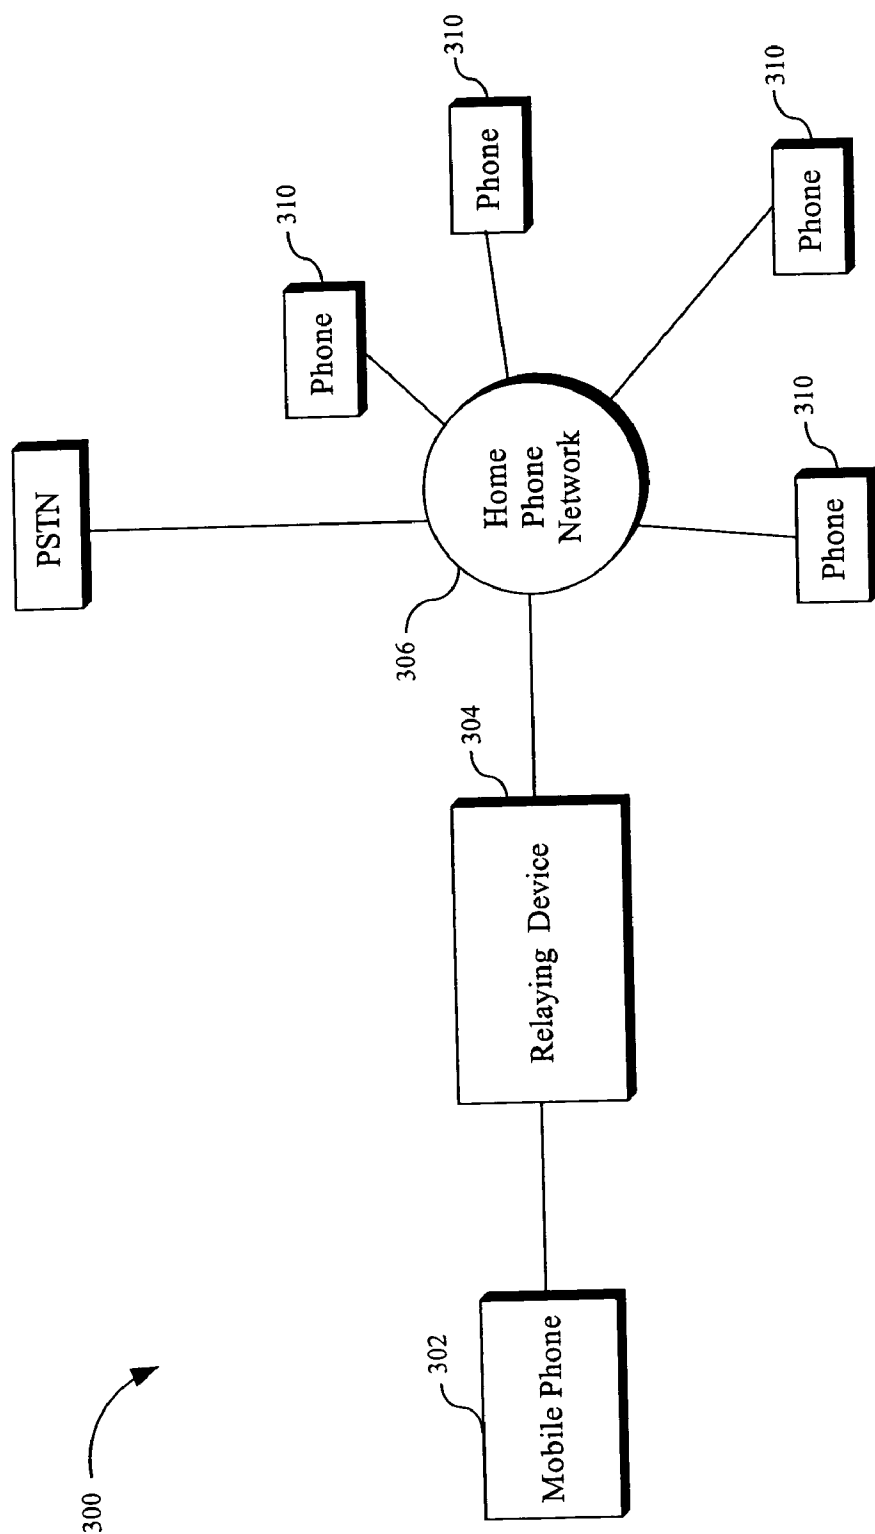 300
302
Mobile Phone
304
Relaying Device
306
Home
Phone
Network
PSTN
310
Phone
310
Phone
310
Phone
310
Phone